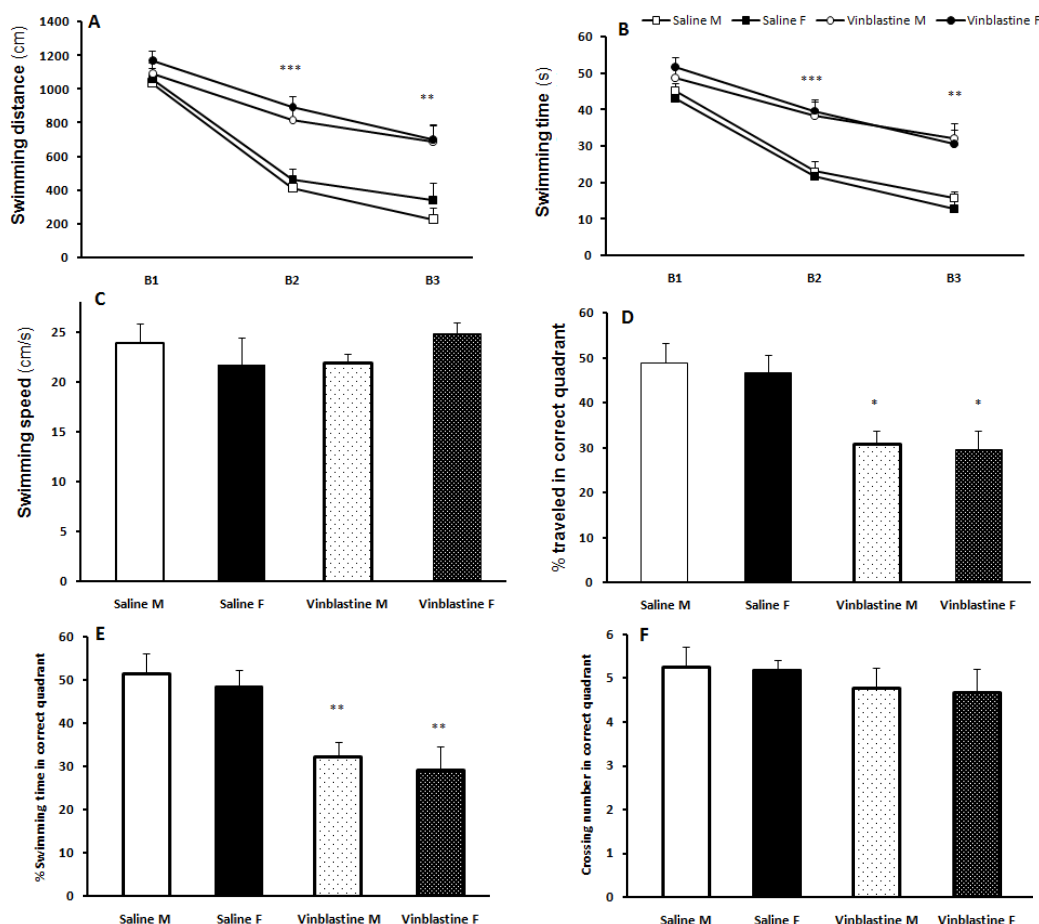 A
Swimming distance (cm)
1400
1200
1000
800
600
400
200
0
***
**
B1 B2 B3
Saline M Saline F Vinblastine M Vinblastine F
B
Swimming time (s)
60
50
40
30
20
10
0
***
**
B1 B2 B3
C
Swimming speed (cm/s)
25
20
15
10
5
0
Saline M Saline F Vinblastine M Vinblastine F
D
% traveled in correct quadrant
60
50
40
30
20
10
0
* *
Saline M Saline F Vinblastine M Vinblastine F
E
% Swimming time in correct quadrant
60
50
40
30
20
10
0
** **
Saline M Saline F Vinblastine M Vinblastine F
F
Crossing number in correct quadrant
6
5
4
3
2
1
0
Saline M Saline F Vinblastine M Vinblastine F